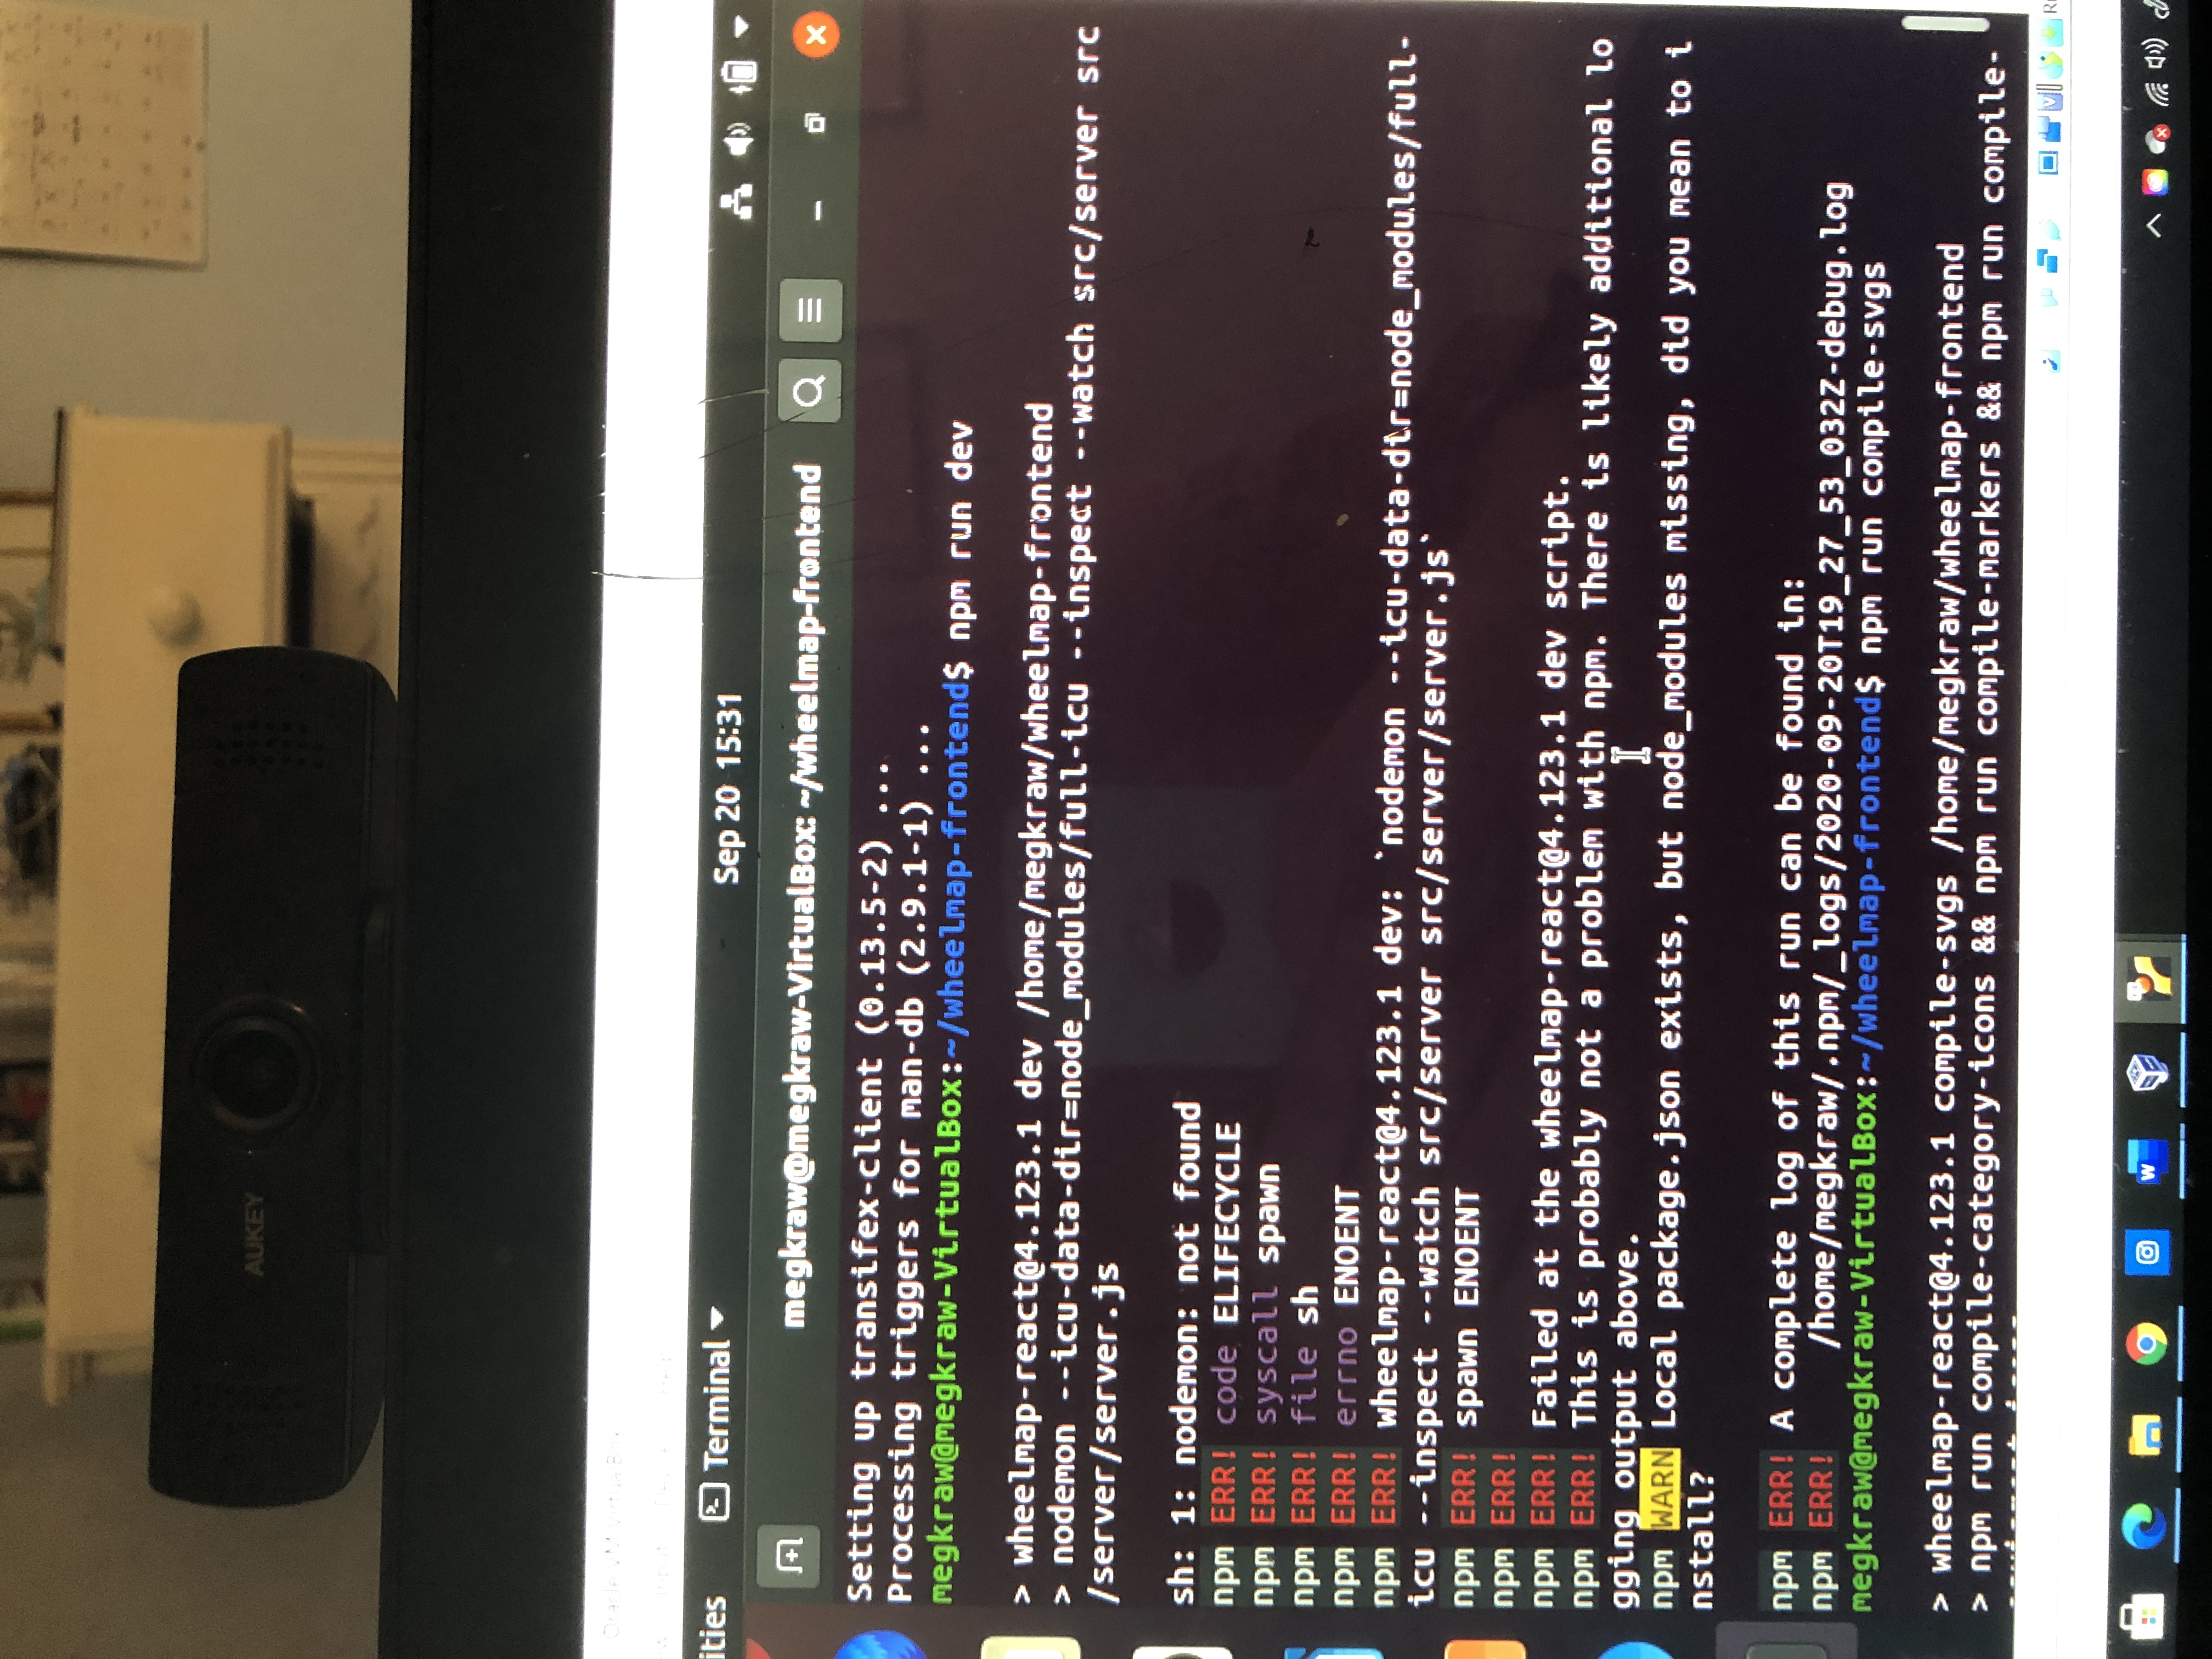 AUKEY
Oracle VM VirtualBox
Input
Help
ities
Terminal
Sep 20 15:31
megkraw@megkraw-VirtualBox: ~/wheelmap-frontend
Setting up transifex-client (0.13.5-2) ...
Processing triggers for man-db (2.9.1-1) ...
megkraw@megkraw-VirtualBox:~/wheelmap-frontend$ npm run dev
> wheelmap-react@4.123.1 dev /home/megkraw/wheelmap-frontend
> nodemon --icu-data-dir=node_modules/full-icu --inspect --watch src/server src
/server/server.js
sh: 1: nodemon: not found
npm ERR! code ELIFECYCLE
npm ERR! syscall spawn
npm ERR! file sh
npm ERR! errno ENOENT
npm ERR! wheelmap-react@4.123.1 dev: `nodemon --icu-data-dir=node_modules/full-
icu --inspect --watch src/server src/server/server.js`
npm ERR! spawn ENOENT
npm ERR!
npm ERR! Failed at the wheelmap-react@4.123.1 dev script.
npm ERR! This is probably not a problem with npm. There is likely additional lo
gging output above.
npm WARN Local package.json exists, but node_modules missing, did you mean to i
nstall?
npm ERR! A complete log of this run can be found in:
npm ERR!     /home/megkraw/.npm/_logs/2020-09-20T19_27_53_032Z-debug.log
megkraw@megkraw-VirtualBox:~/wheelmap-frontend$ npm run compile-svgs
> wheelmap-react@4.123.1 compile-svgs /home/megkraw/wheelmap-frontend
> npm run compile-category-icons && npm run compile-markers && npm run compile-